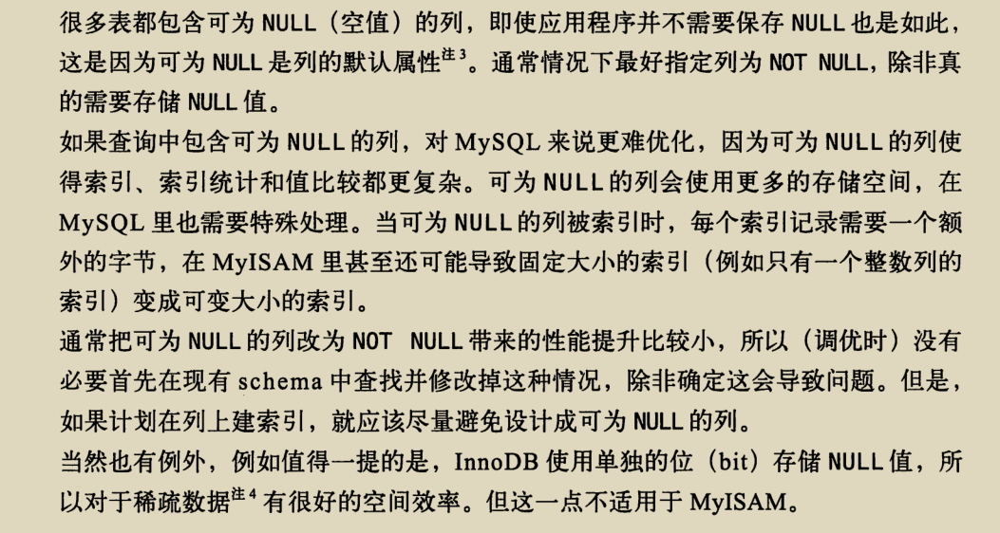 很多表都包含可为 NULL（空值）的列，即使应用程序并不需要保存 NULL 也是如此，
这是因为可为 NULL 是列的默认属性注3。通常情况下最好指定列为 NOT NULL，除非真
的需要存储 NULL 值。
如果查询中包含可为 NULL 的列，对 MySQL 来说更难优化，因为可为 NULL 的列使
得索引、索引统计和值比较都更复杂。可为 NULL 的列会使用更多的存储空间，在
MySQL 里也需要特殊处理。当可为 NULL 的列被索引时，每个索引记录需要一个额
外的字节，在 MyISAM 里甚至还可能导致固定大小的索引（例如只有一个整数列的
索引）变成可变大小的索引。
通常把可为 NULL 的列改为 NOT NULL 带来的性能提升比较小，所以（调优时）没有
必要首先在现有 schema 中查找并修改掉这种情况，除非确定这会导致问题。但是，
如果计划在列上建索引，就应该尽量避免设计成可为 NULL 的列。
当然也有例外，例如值得一提的是，InnoDB 使用单独的位（bit）存储 NULL 值，所
以对于稀疏数据注4 有很好的空间效率。但这一点不适用于 MyISAM。